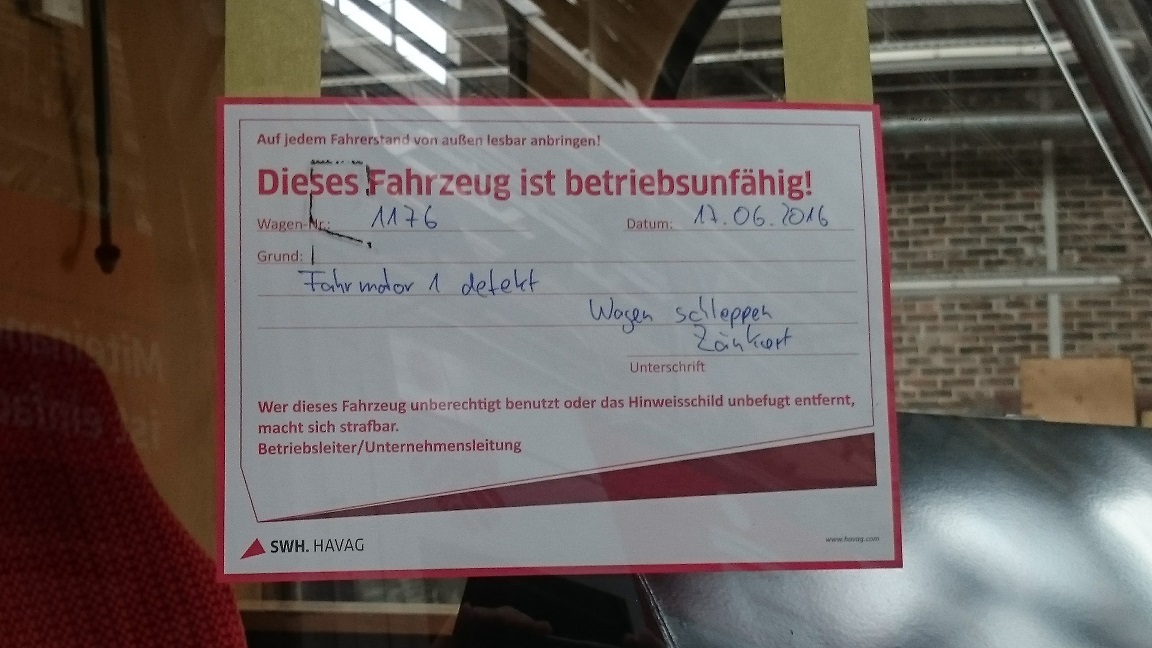 Auf jedem Fahrerstand von außen lesbar anbringen!
Dieses Fahrzeug ist betriebsunfähig!
Wagen-Nr.: 1176 Datum: 17.06.2016
Grund:
Fahrmotor 1 defekt
Wagen schleppen
Unterschrift
Wer dieses Fahrzeug unberechtigt benutzt oder das Hinweisschild unbefugt entfernt,
macht sich strafbar.
Betriebsleiter/Unternehmensleitung
SWH. HAVAG
www.havag.com